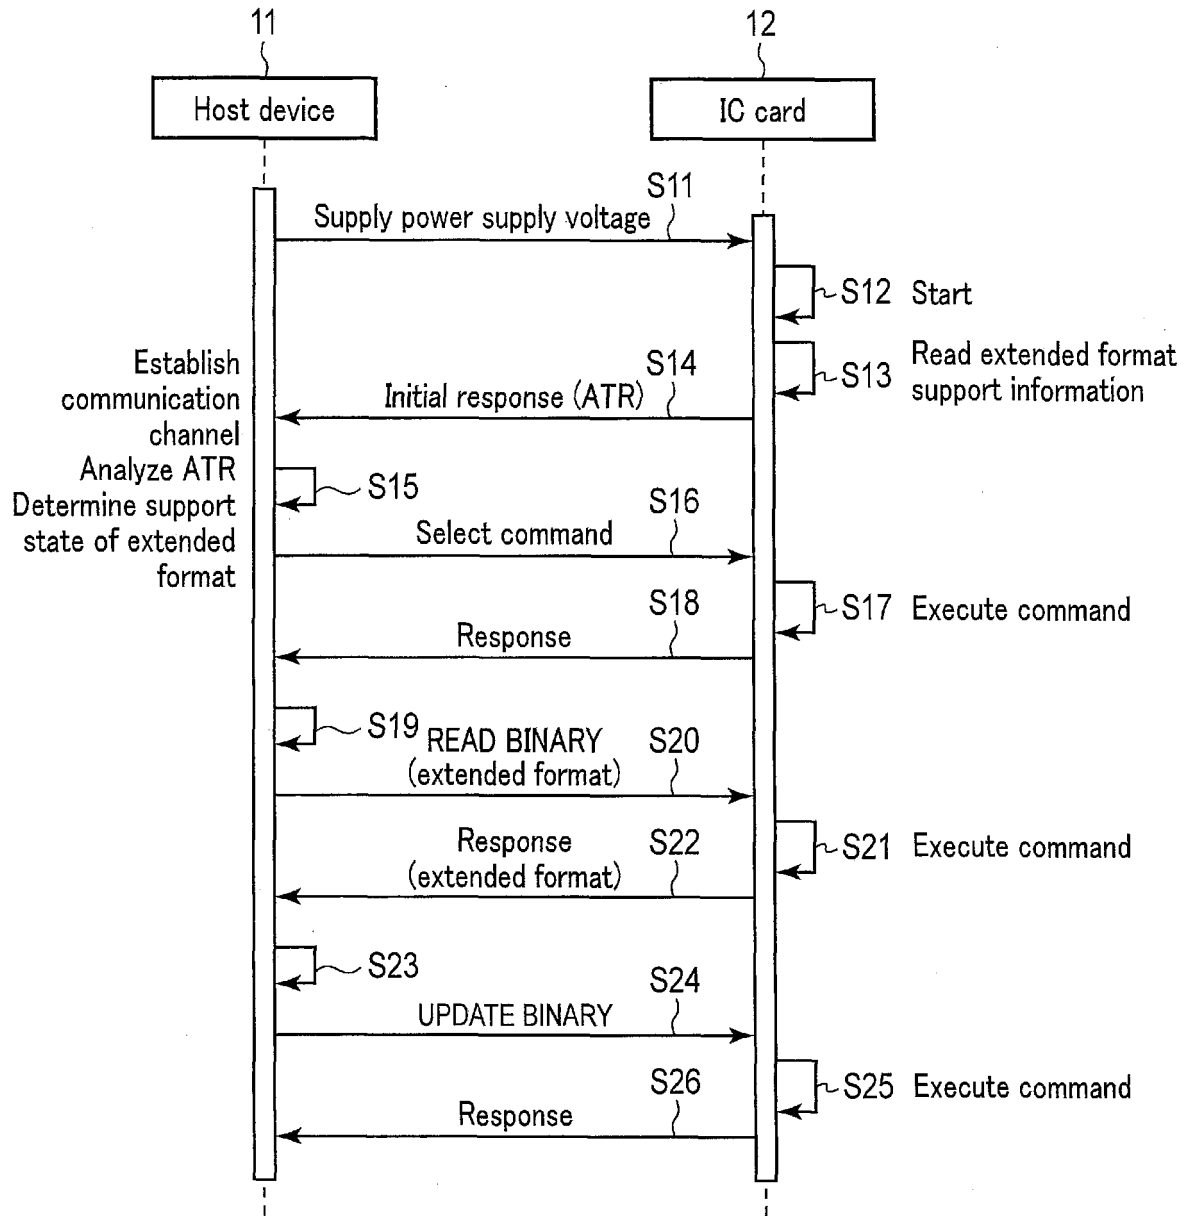 11
12
Host device
IC card
S11
Supply power supply voltage
S12 Start
Establish
communication
channel
S14
Initial response (ATR)
S13
Read extended format
support information
Analyze ATR
Determine support
state of extended
format
S15
S16
Select command
S17 Execute command
S18
Response
S19
READ BINARY
(extended format)
S20
S21 Execute command
Response
(extended format)
S22
S23
S24
UPDATE BINARY
S25 Execute command
S26
Response